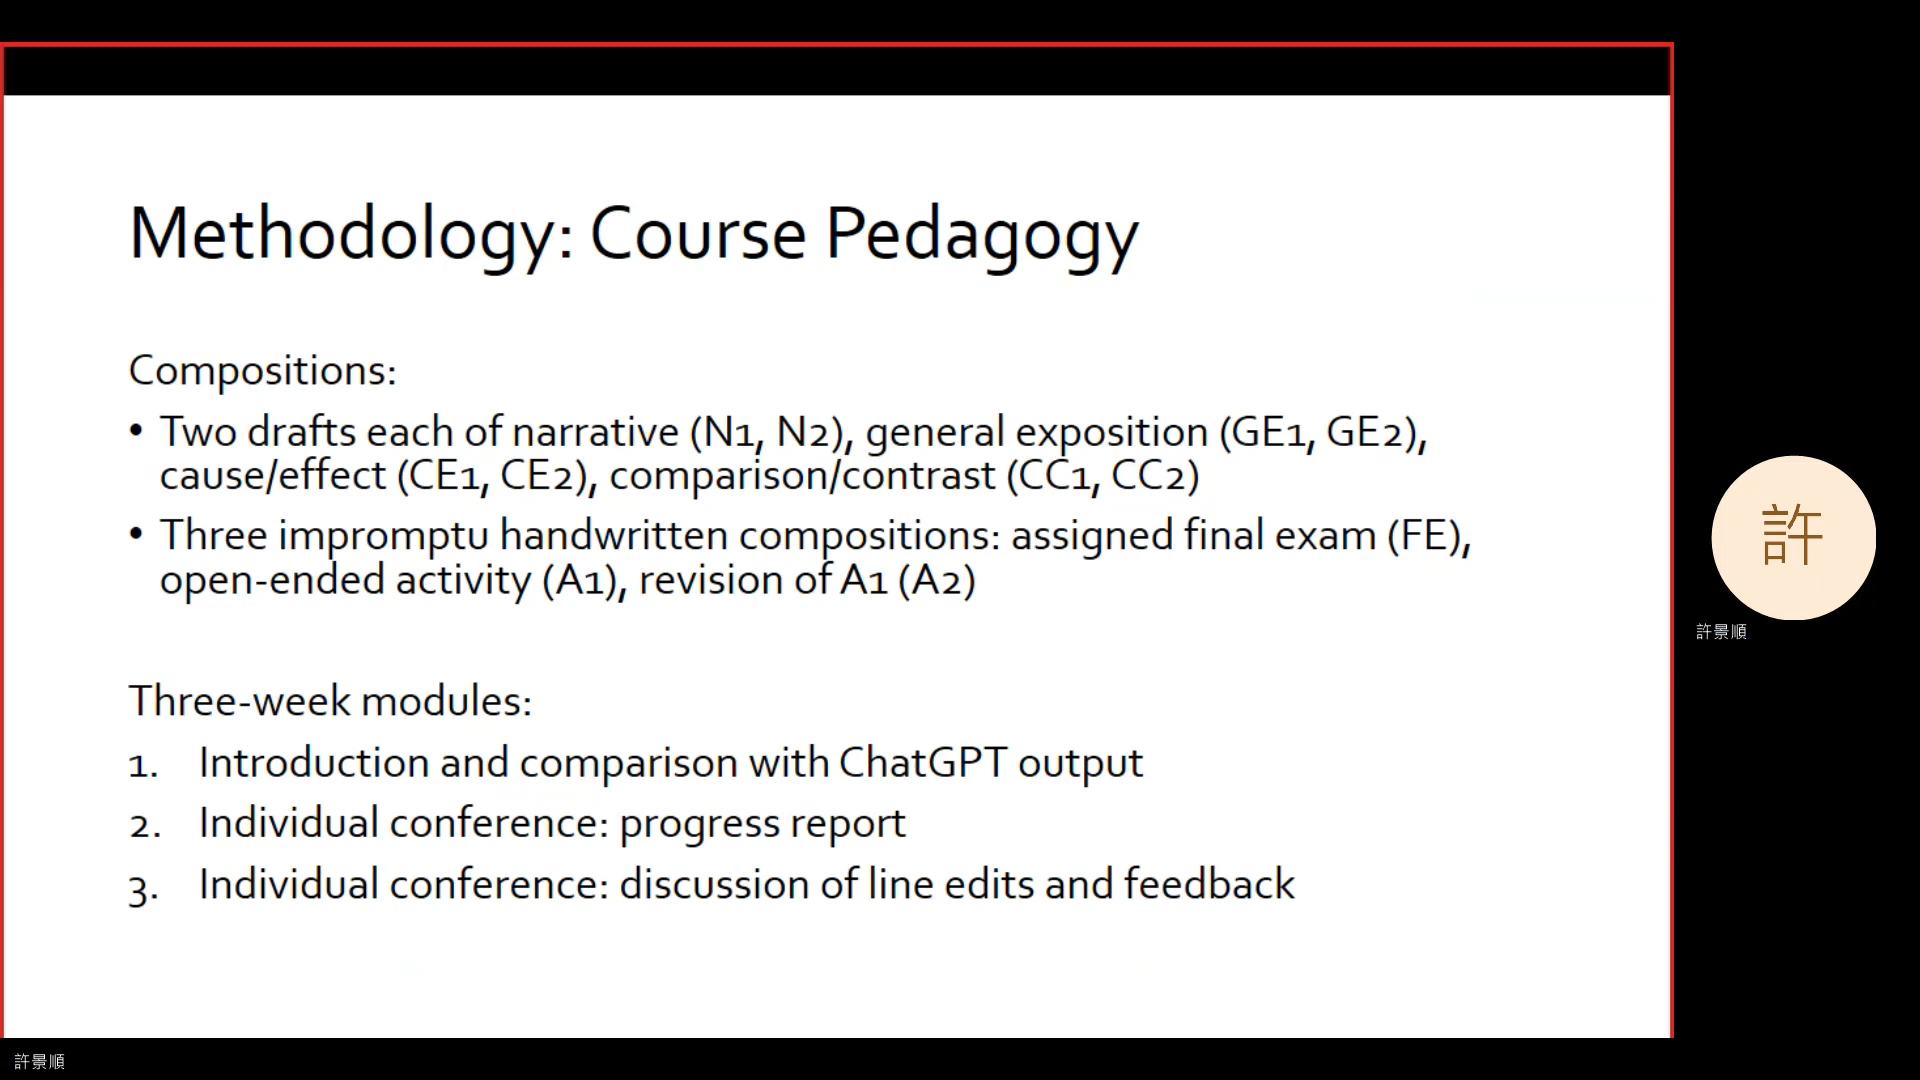 Methodology: Course Pedagogy
Compositions:
• Two drafts each of narrative (N1, N2), general exposition (GE1, GE2),
cause/effect (CE1, CE2), comparison/contrast (CC1, CC2)
• Three impromptu handwritten compositions: assigned final exam (FE),
open-ended activity (A1), revision of A1 (A2)
Three-week modules:
1. Introduction and comparison with ChatGPT output
2. Individual conference: progress report
3. Individual conference: discussion of line edits and feedback
許
許景順
許景順